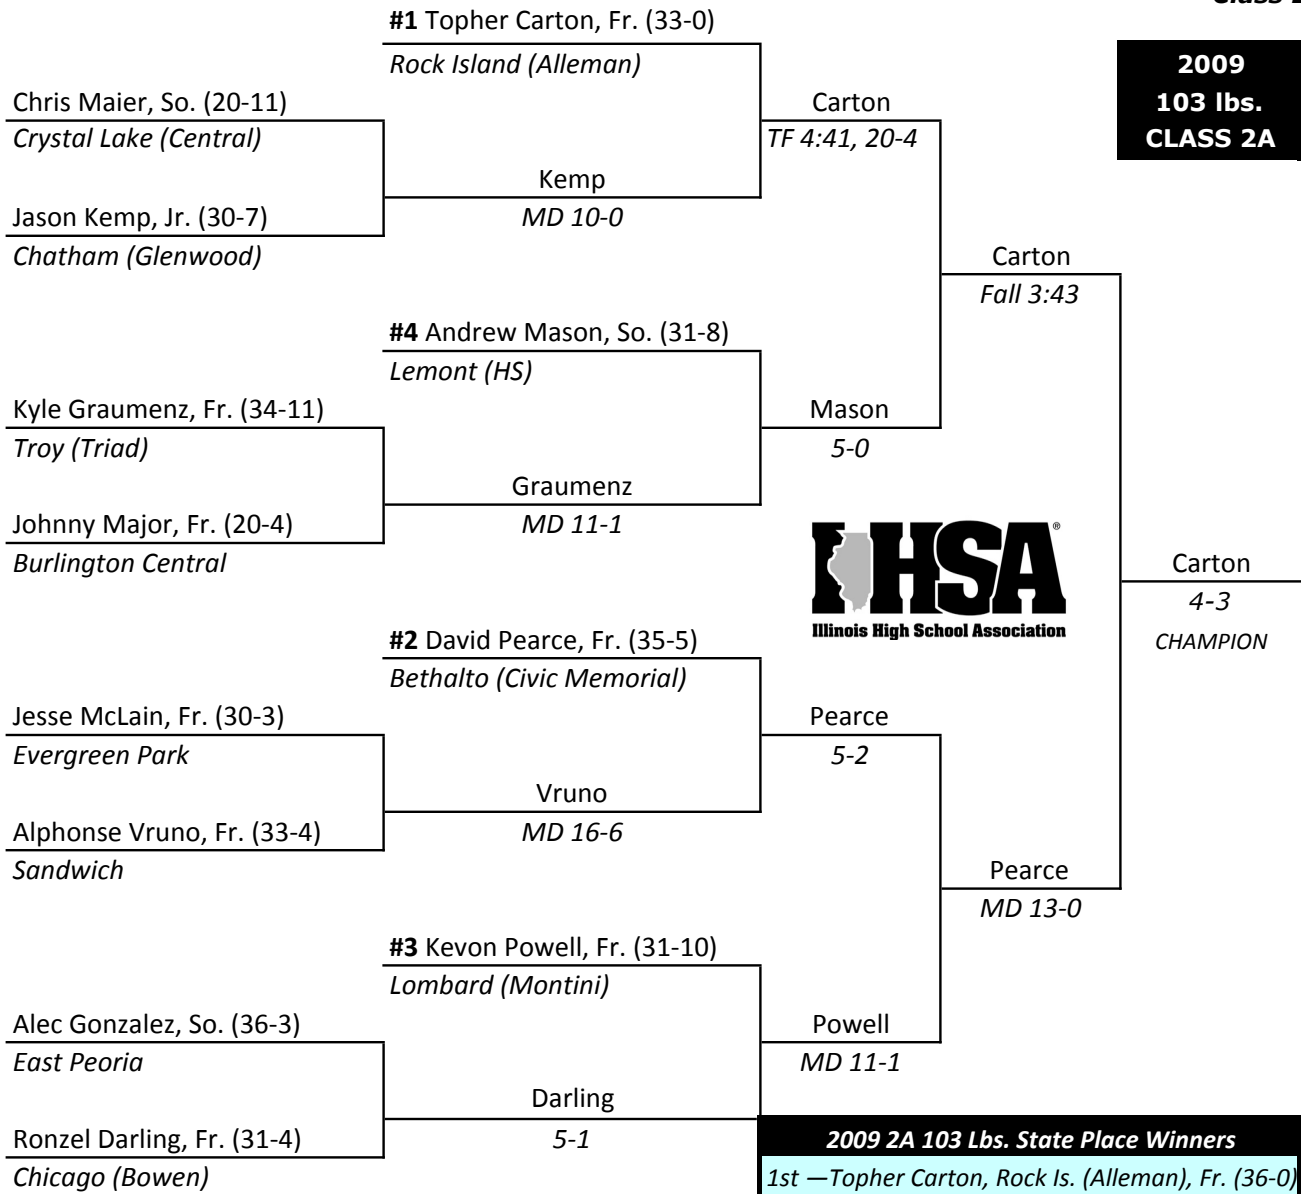 Class 2
#1 Topher Carton, Fr. (33-0)
Rock Island (Alleman)
2009
103 lbs.
CLASS 2A
Chris Maier, So. (20-11)
Crystal Lake (Central)
Carton
TF 4:41, 20-4
Kemp
MD 10-0
Jason Kemp, Jr. (30-7)
Chatham (Glenwood)
Carton
Fall 3:43
#4 Andrew Mason, So. (31-8)
Lemont (HS)
Kyle Graumenz, Fr. (34-11)
Troy (Triad)
Mason
5-0
Graumenz
MD 11-1
Johnny Major, Fr. (20-4)
Burlington Central
IHSA®
Illinois High School Association
Carton
4-3
CHAMPION
#2 David Pearce, Fr. (35-5)
Bethalto (Civic Memorial)
Jesse McLain, Fr. (30-3)
Evergreen Park
Pearce
5-2
Vruno
MD 16-6
Alphonse Vruno, Fr. (33-4)
Sandwich
Pearce
MD 13-0
#3 Kevon Powell, Fr. (31-10)
Lombard (Montini)
Alec Gonzalez, So. (36-3)
East Peoria
Powell
MD 11-1
Darling
5-1
Ronzel Darling, Fr. (31-4)
Chicago (Bowen)
2009 2A 103 Lbs. State Place Winners
1st —Topher Carton, Rock Is. (Alleman), Fr. (36-0)